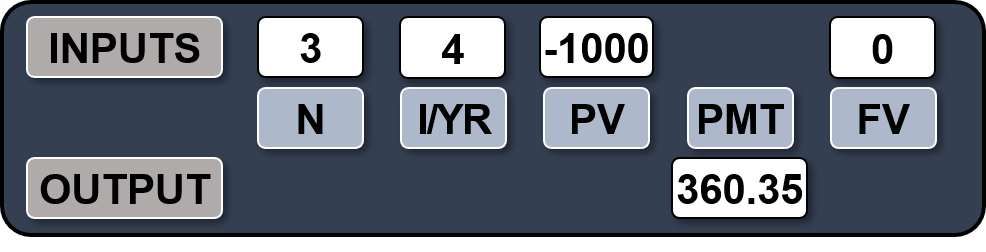 INPUTS 3 4 -1000 0
N I/YR PV PMT FV
OUTPUT 360.35